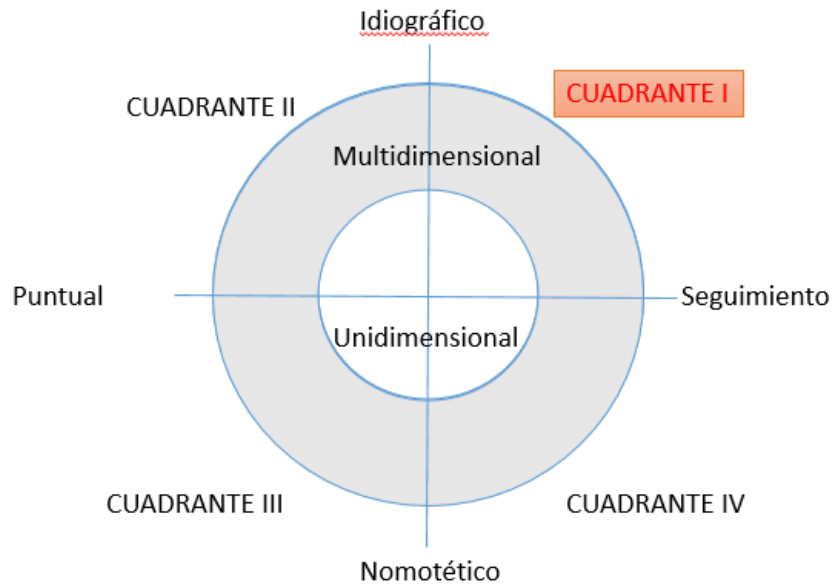 Idiográfico
CUADRANTE I
CUADRANTE II
Multidimensional
Puntual
Seguimiento
Unidimensional
CUADRANTE III
CUADRANTE IV
Nomotético